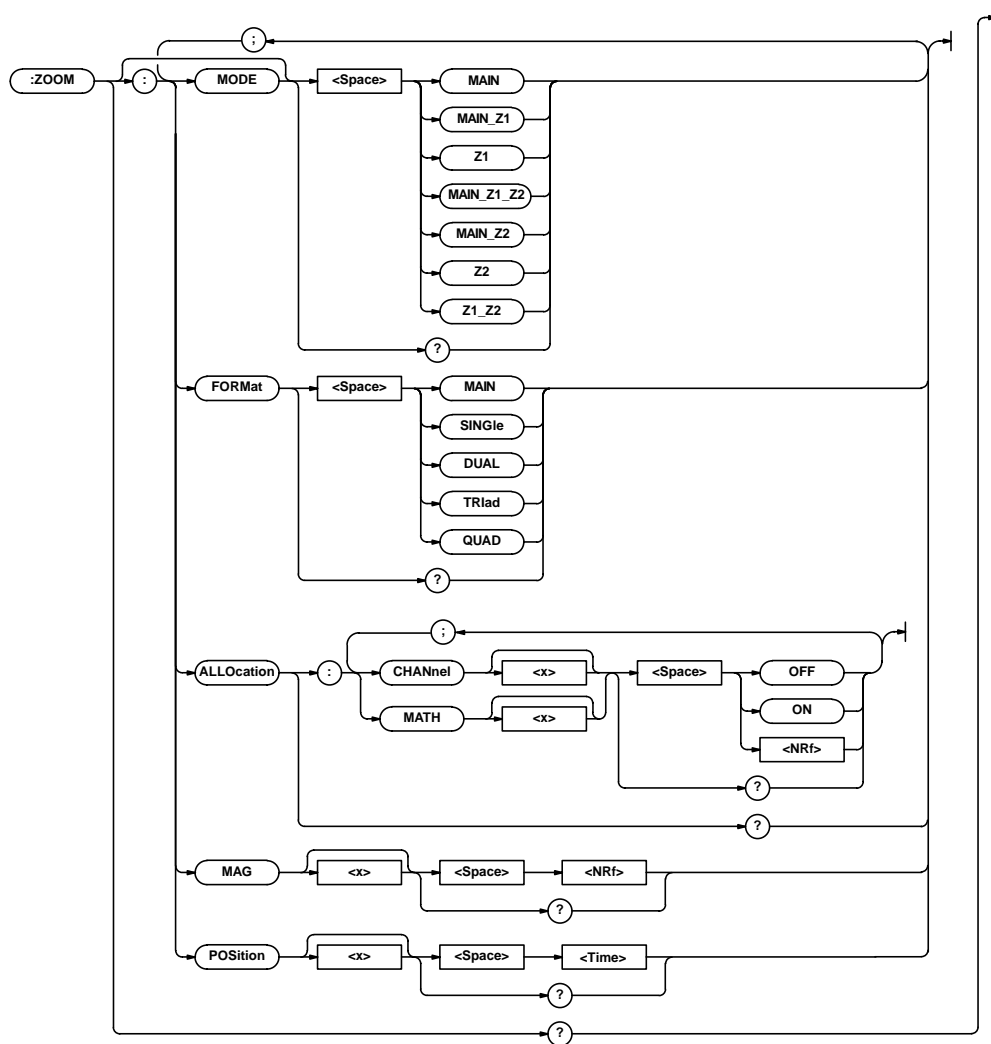 ;
:ZOOM : MODE <Space> MAIN
MAIN_Z1
Z1
MAIN_Z1_Z2
MAIN_Z2
Z2
Z1_Z2
?
FORMat <Space> MAIN
SINGle
DUAL
TRIad
QUAD
?
;
ALLOcation : CHANnel <x> <Space> OFF
MATH <x> ON
<NRf>
?
?
MAG <x> <Space> <NRf>
?
POSition <x> <Space> <Time>
?
?